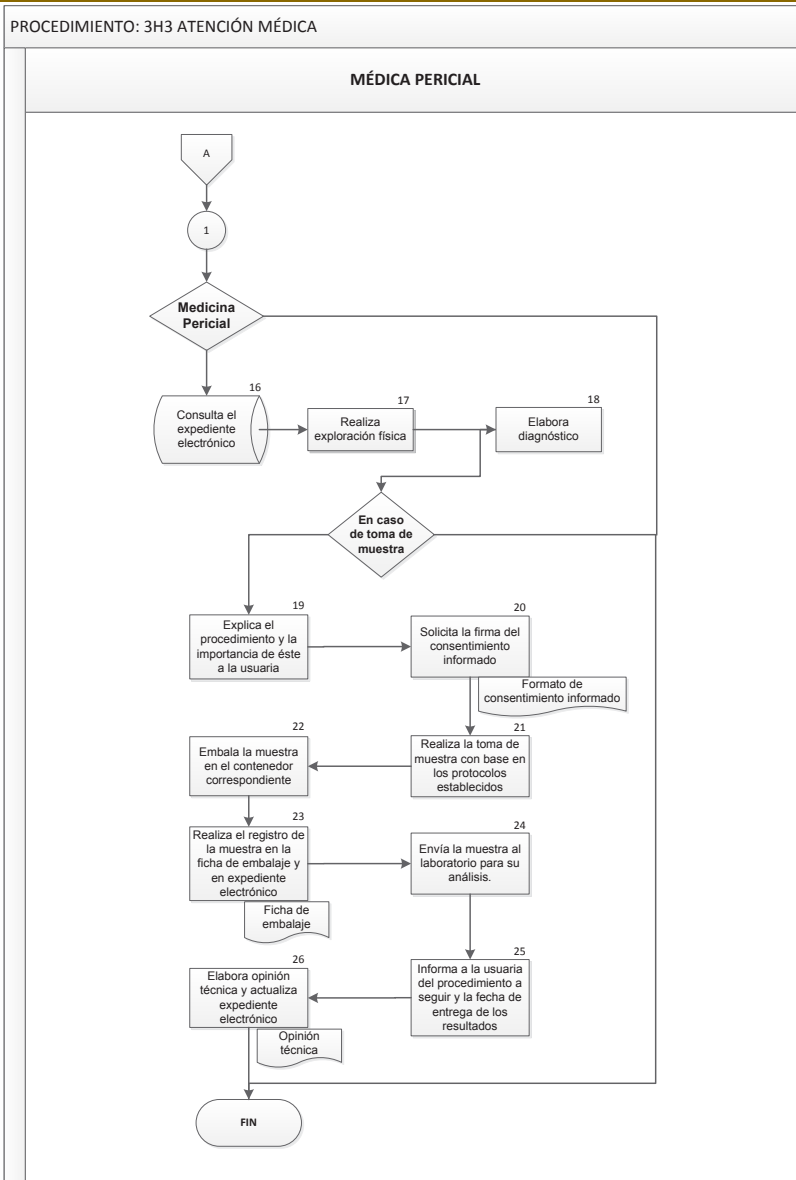 PROCEDIMIENTO: 3H3 ATENCIÓN MÉDICA
MÉDICA PERICIAL
A
1
Medicina
Pericial
16
Consulta el
expediente
electrónico
17
Realiza
exploración física
18
Elabora
diagnóstico
En caso
de toma de
muestra
19
Explica el
procedimiento y la
importancia de éste
a la usuaria
20
Solicita la firma del
consentimiento
informado
Formato de
consentimiento informado
21
Realiza la toma de
muestra con base en
los protocolos
establecidos
22
Embala la muestra
en el contenedor
correspondiente
23
Realiza el registro de
la muestra en la
ficha de embalaje y
en expediente
electrónico
Ficha de
embalaje
24
Envía la muestra al
laboratorio para su
análisis.
25
Informa a la usuaria
del procedimiento a
seguir y la fecha de
entrega de los
resultados
26
Elabora opinión
técnica y actualiza
expediente
electrónico
Opinión
técnica
FIN